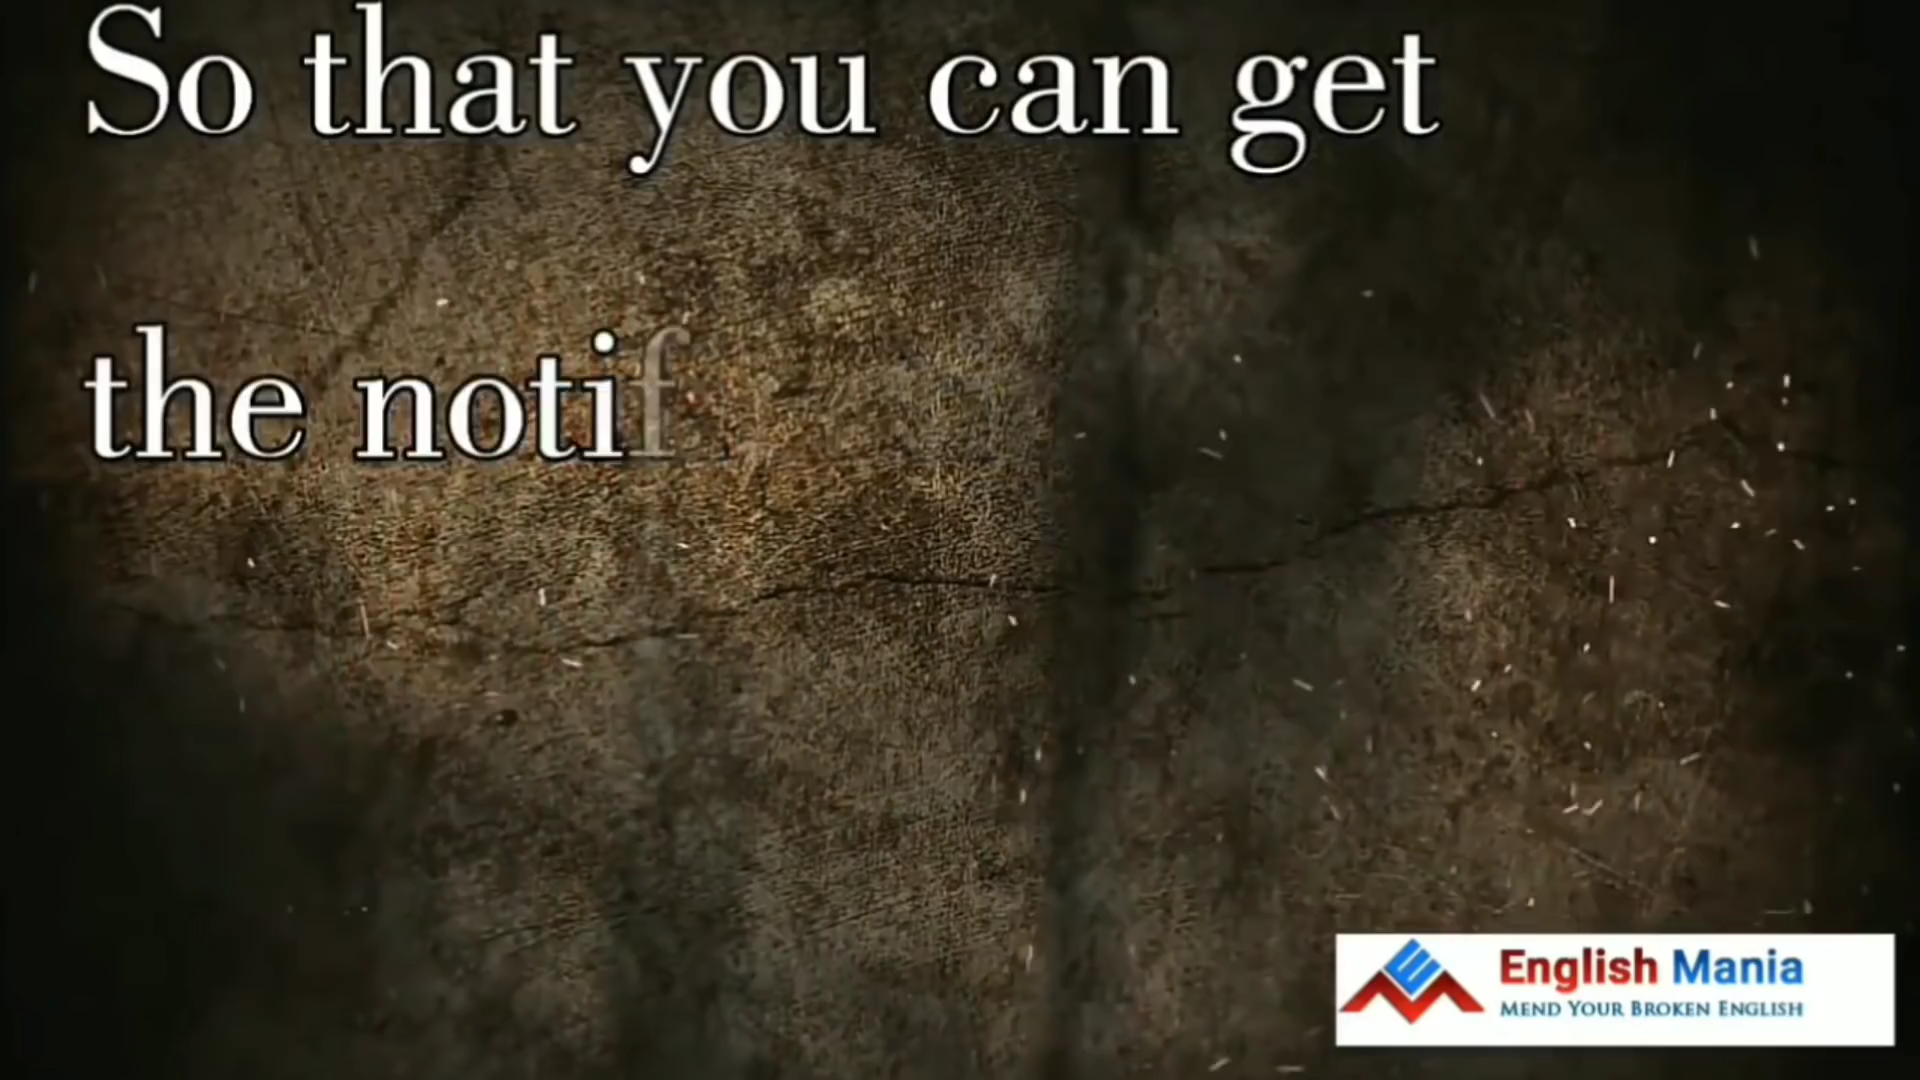 So that you can get
the notif
English Mania
MEND YOUR BROKEN ENGLISH